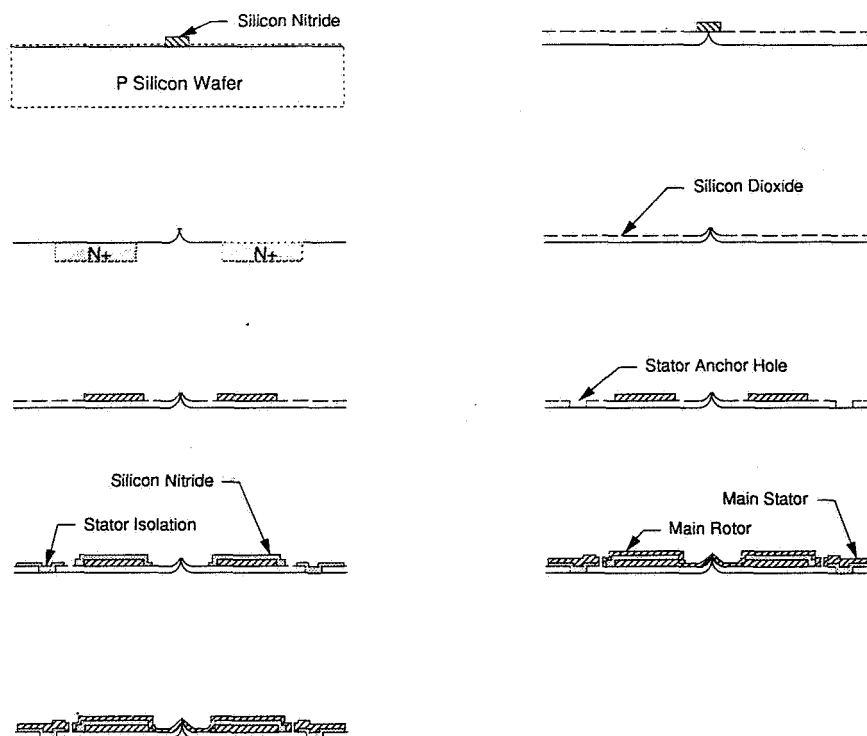 Silicon Nitride
P Silicon Wafer
Silicon Dioxide
N+ N+
Stator Anchor Hole
Silicon Nitride
Stator Isolation
Main Stator
Main Rotor